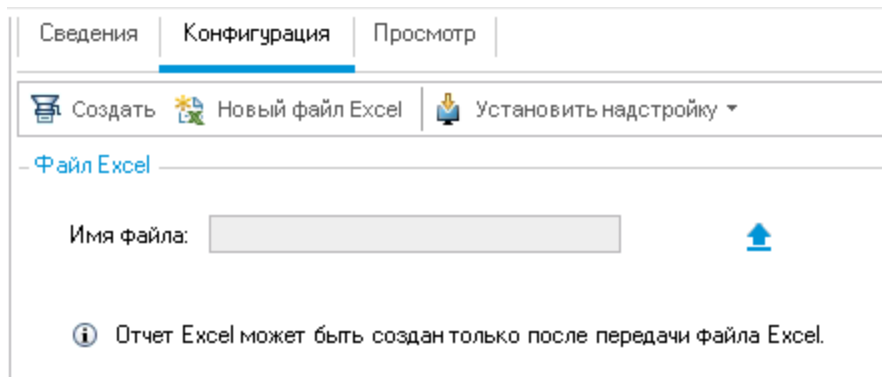 Сведения Конфигурация Просмотр
Создать Новый файл Excel Установить надстройку
Файл Excel
Имя файла:
Отчет Excel может быть создан только после передачи файла Excel.